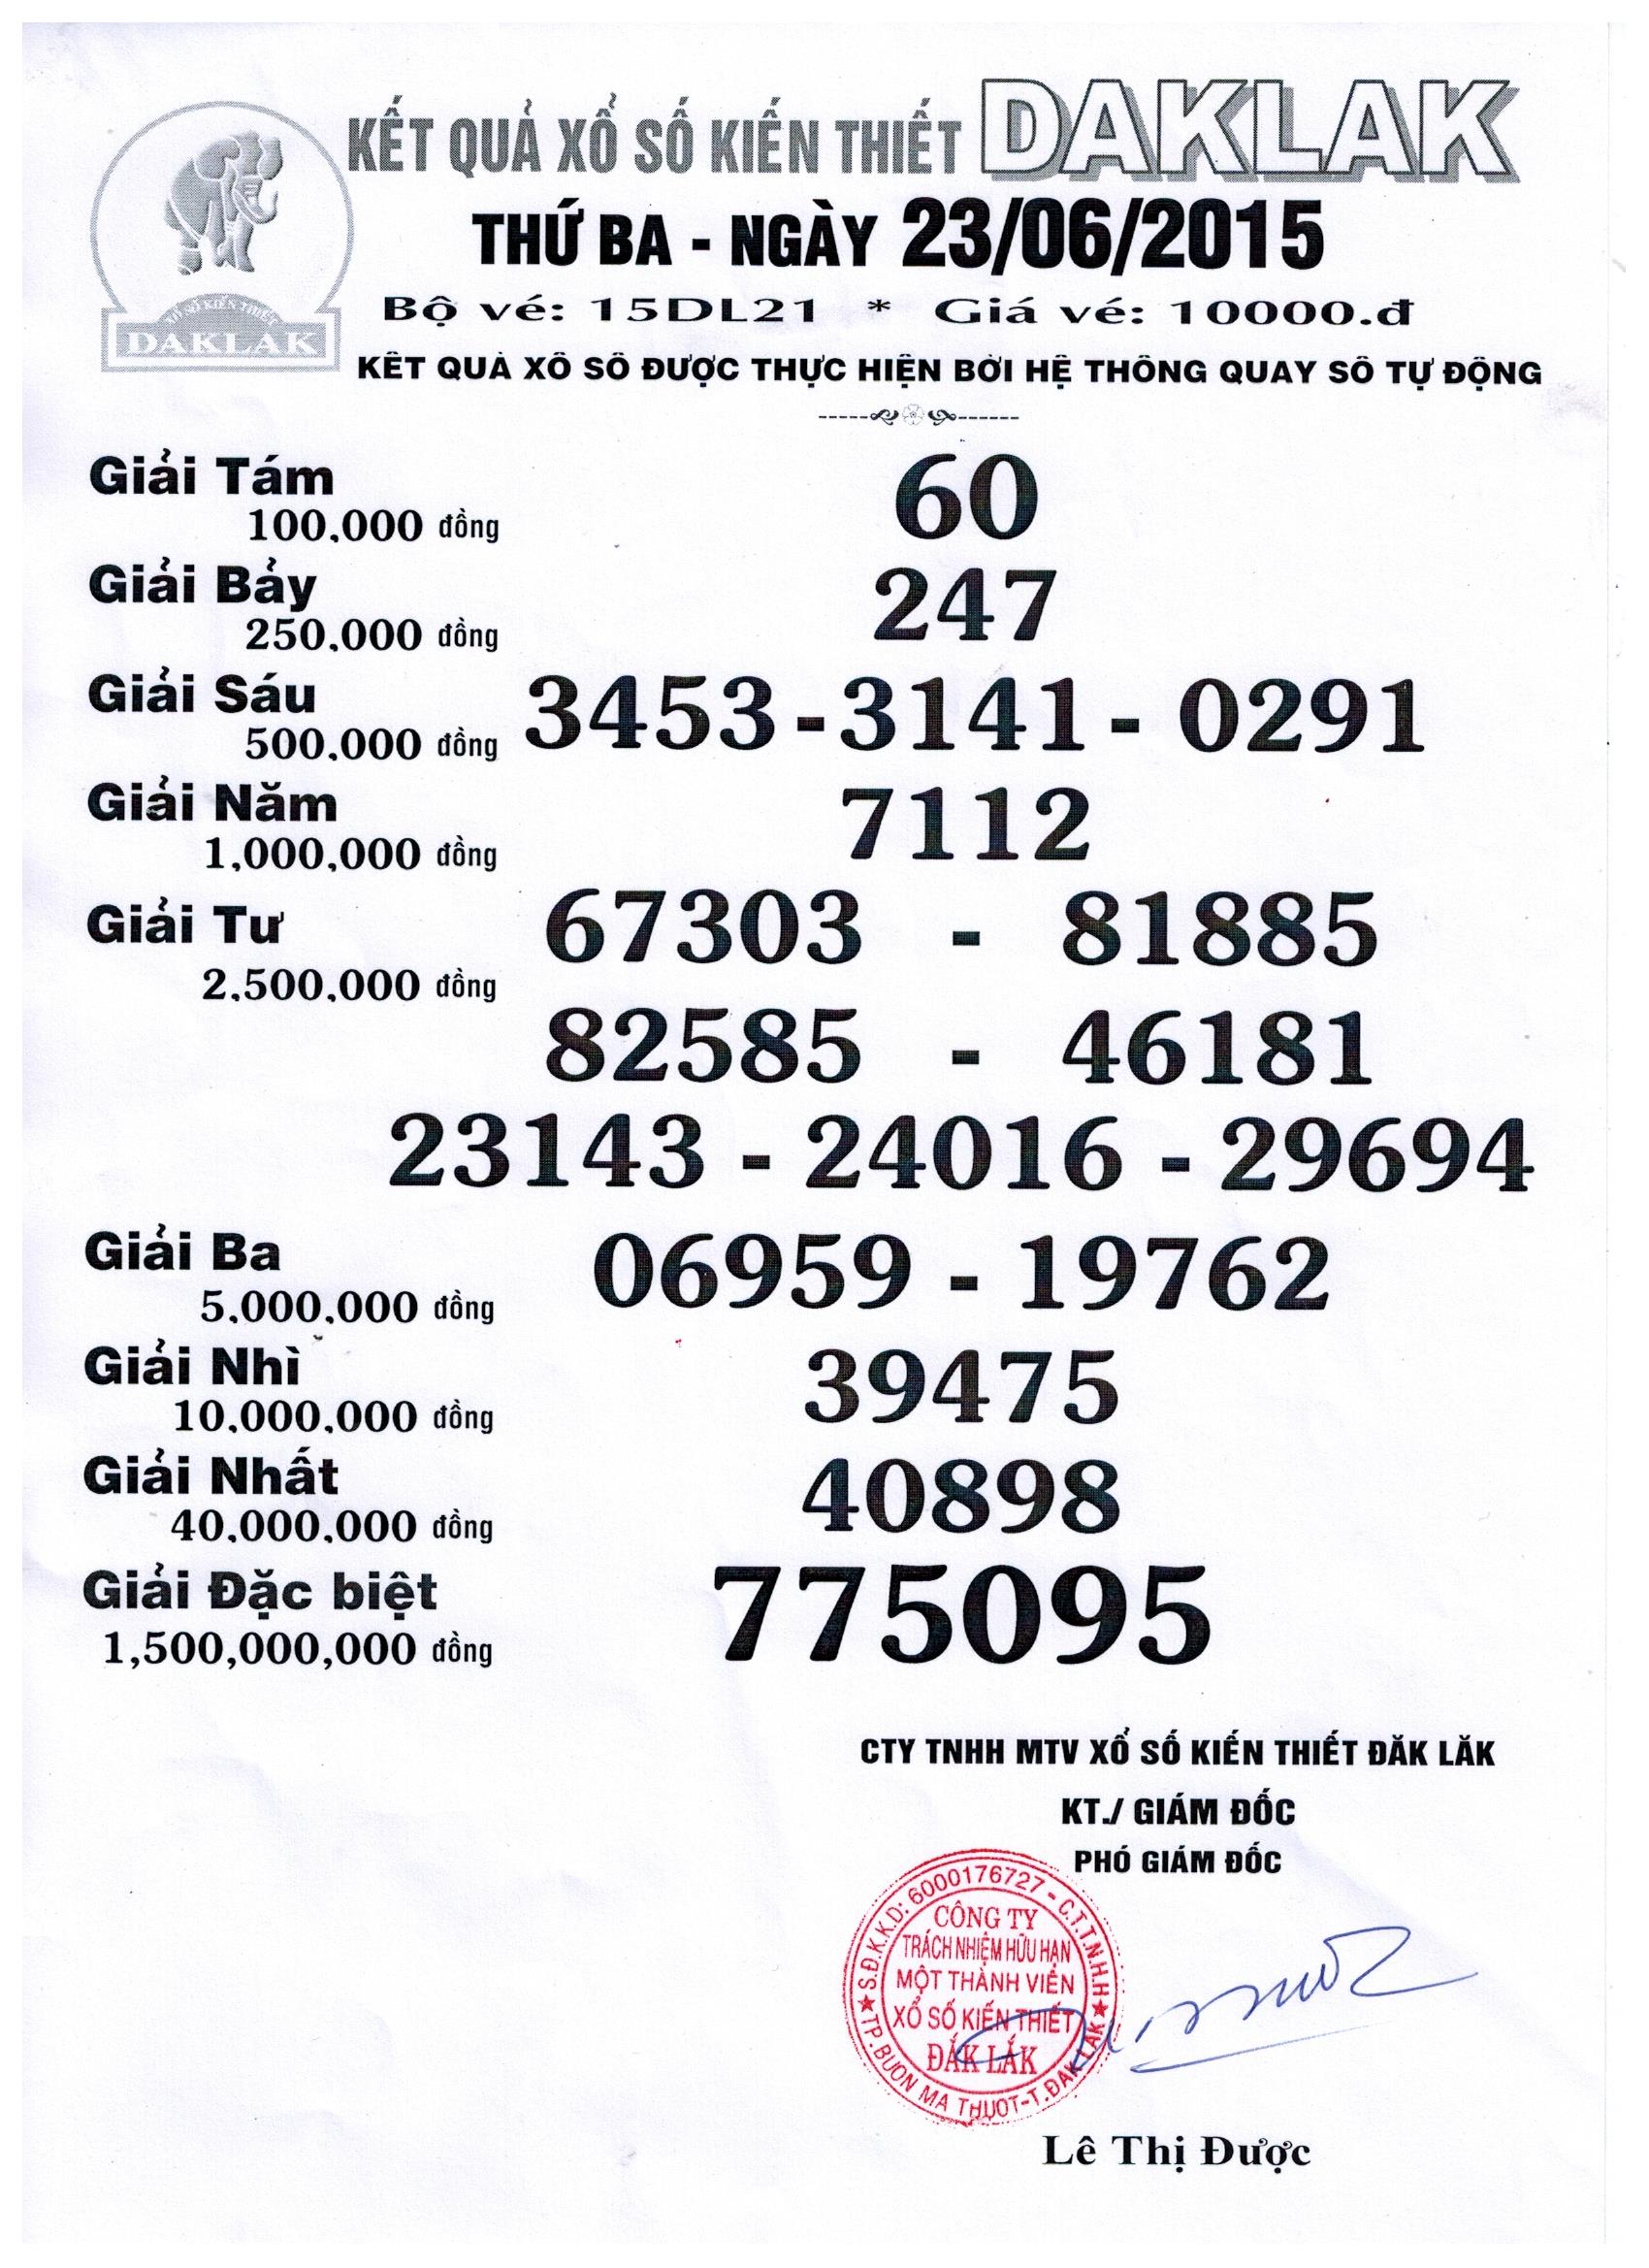 KẾT QUẢ XỔ SỐ KIẾN THIẾT DAKLAK
THỨ BA - NGÀY 23/06/2015
Bộ vé: 15DL21 * Giá vé: 10000.đ
DAKLAK
KẾT QUẢ XỔ SỐ ĐƯỢC THỰC HIỆN BỞI HỆ THỐNG QUAY SỐ TỰ ĐỘNG
Giải Tám 60
100,000 đồng
Giải Bảy 247
250,000 đồng
Giải Sáu 3453 - 3141 - 0291
500,000 đồng
Giải Năm 7112
1,000,000 đồng
Giải Tư 67303 - 81885
2,500,000 đồng
82585 - 46181
23143 - 24016 - 29694
Giải Ba 06959 - 19762
5,000,000 đồng
Giải Nhì 39475
10,000,000 đồng
Giải Nhất 40898
40,000,000 đồng
Giải Đặc biệt 775095
1,500,000,000 đồng
CTY TNHH MTV XỔ SỐ KIẾN THIẾT ĐĂK LĂK
KT./ GIÁM ĐỐC
PHÓ GIÁM ĐỐC
S.Đ.K.K.D: 6000176727 - C.T.T.N.H.H
CÔNG TY
TRÁCH NHIỆM HỮU HẠN
MỘT THÀNH VIÊN
XỔ SỐ KIẾN THIẾT
ĐẮK LẮK
TP.BUÔN MA THUỘT-T.ĐẮK LẮK
Lê Thị Được